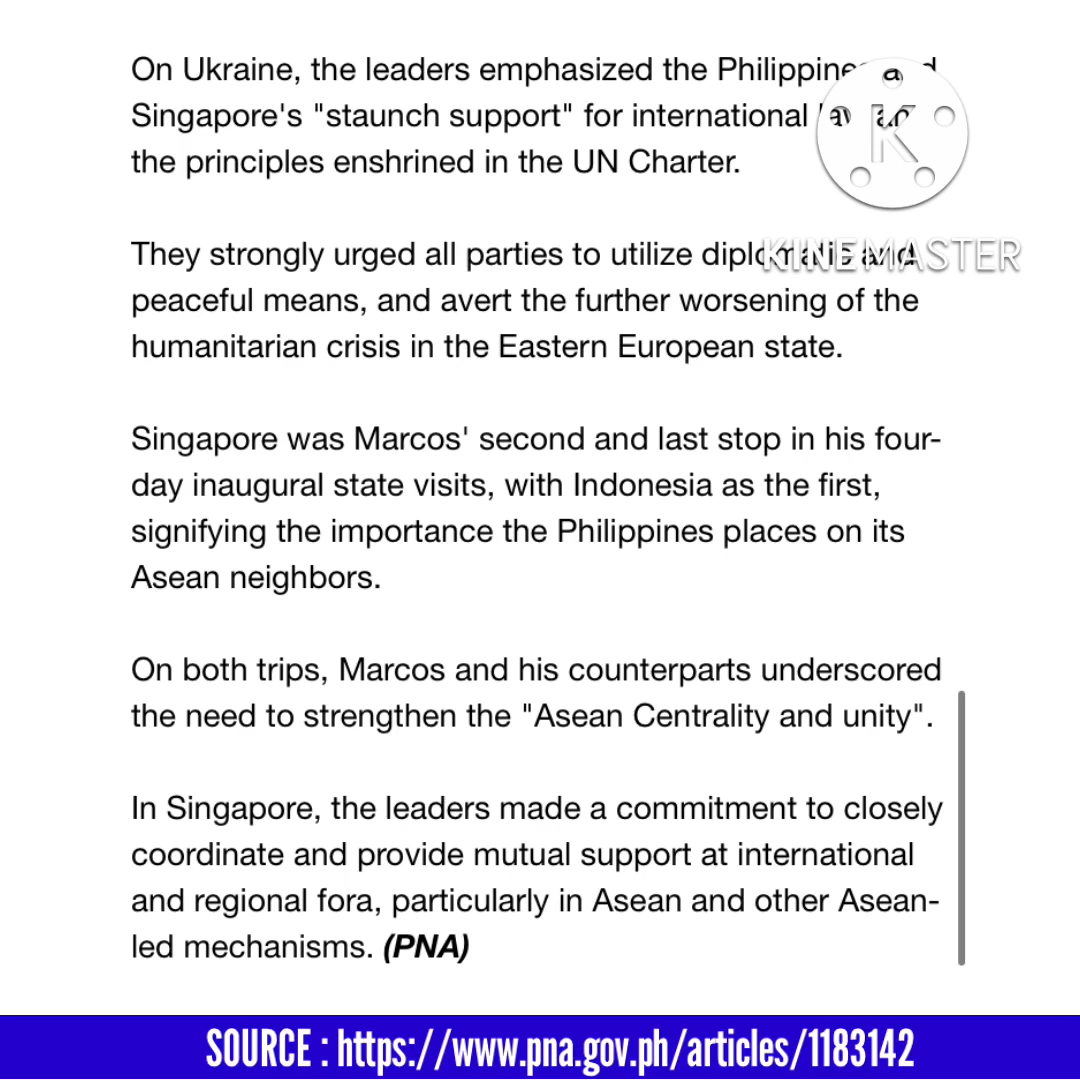 On Ukraine, the leaders emphasized the Philippines and
Singapore's "staunch support" for international law and
the principles enshrined in the UN Charter.
They strongly urged all parties to utilize diplomatic and
peaceful means, and avert the further worsening of the
humanitarian crisis in the Eastern European state.
Singapore was Marcos' second and last stop in his four-
day inaugural state visits, with Indonesia as the first,
signifying the importance the Philippines places on its
Asean neighbors.
On both trips, Marcos and his counterparts underscored
the need to strengthen the "Asean Centrality and unity".
In Singapore, the leaders made a commitment to closely
coordinate and provide mutual support at international
and regional fora, particularly in Asean and other Asean-
led mechanisms. (PNA)
K
KINEMASTER
SOURCE : https://www.pna.gov.ph/articles/1183142